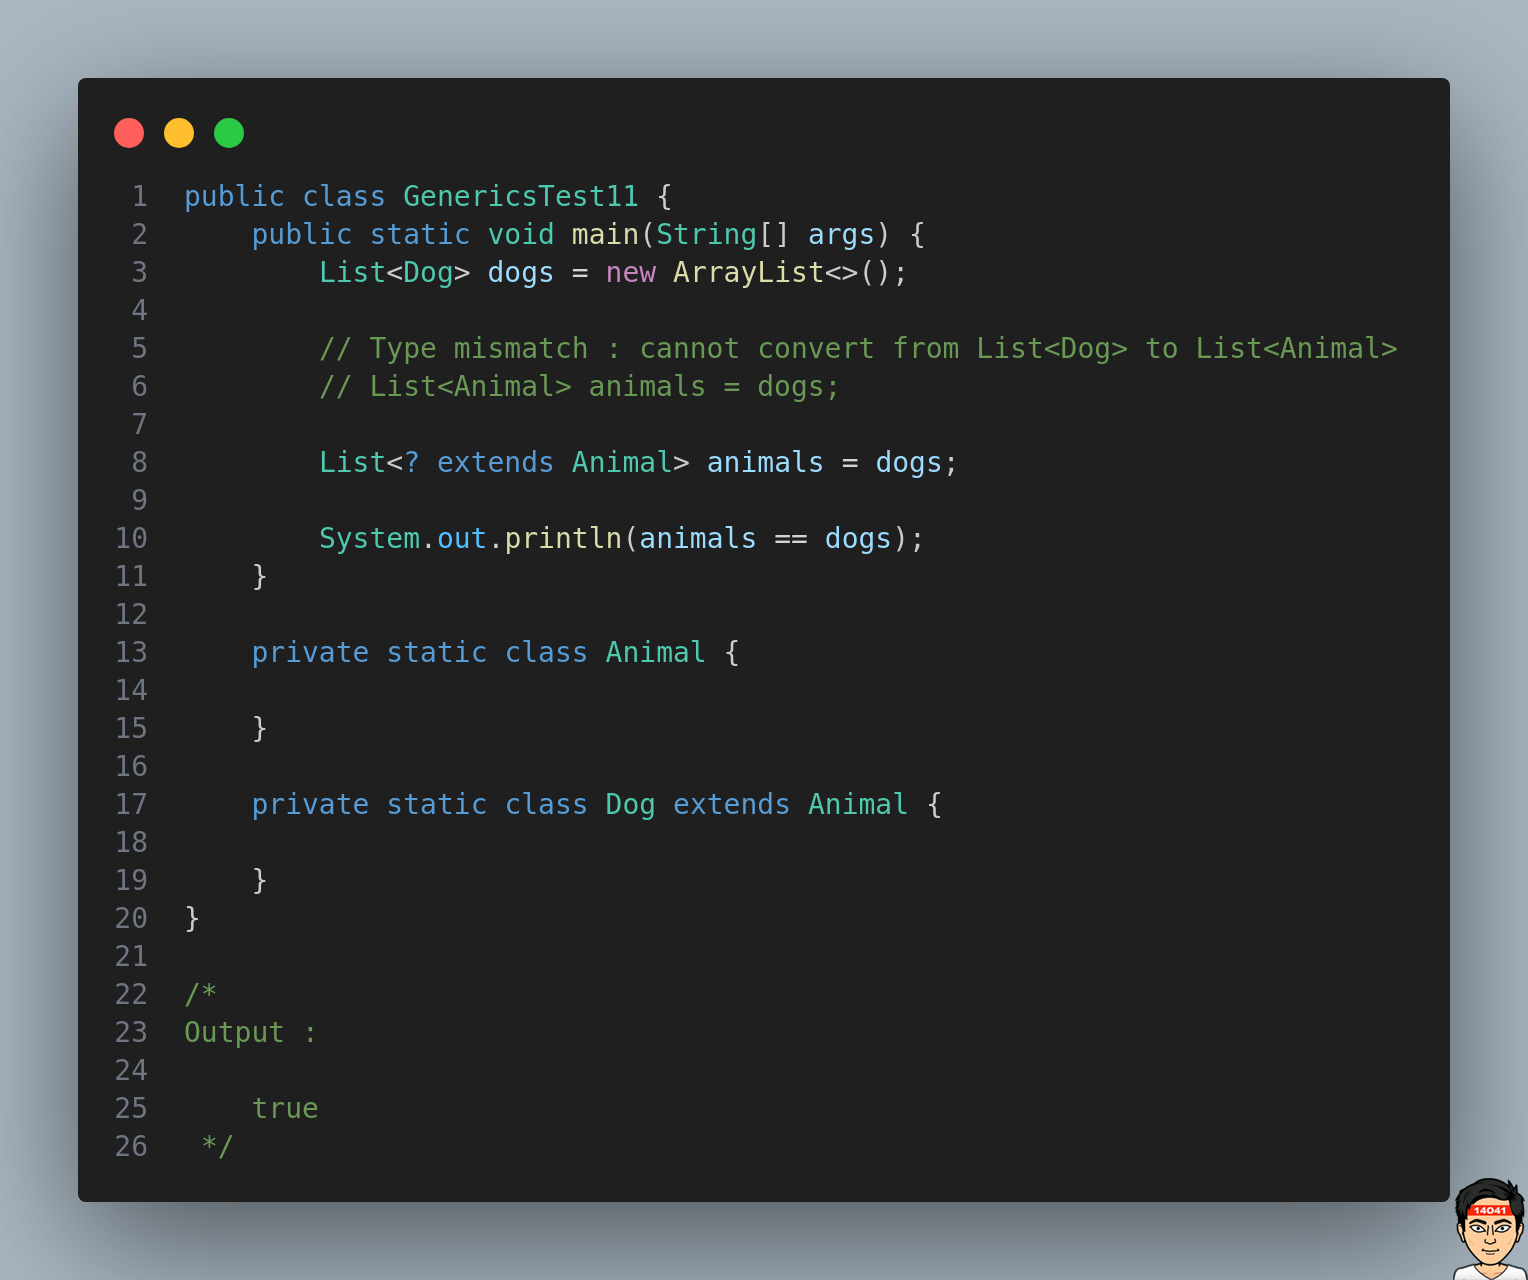 1 public class GenericsTest11 {
2     public static void main(String[] args) {
3         List<Dog> dogs = new ArrayList<>();
4
5         // Type mismatch : cannot convert from List<Dog> to List<Animal>
6         // List<Animal> animals = dogs;
7
8         List<? extends Animal> animals = dogs;
9
10         System.out.println(animals == dogs);
11     }
12
13     private static class Animal {
14
15     }
16
17     private static class Dog extends Animal {
18
19     }
20 }
21
22 /*
23 Output :
24
25     true
26  */
14041